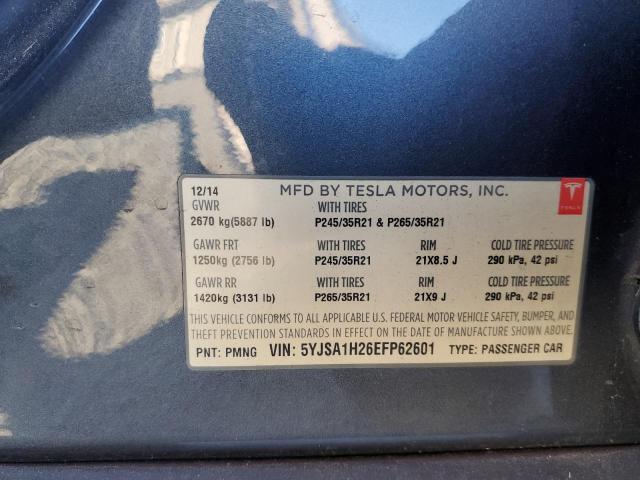 12/14 MFD BY TESLA MOTORS, INC.
GVWR WITH TIRES
2670 kg(5887 lb) P245/35R21 & P265/35R21
TESLA
GAWR FRT WITH TIRES RIM COLD TIRE PRESSURE
1250kg (2756 lb) P245/35R21 21X8.5 J 290 kPa, 42 psi
GAWR RR WITH TIRES RIM COLD TIRE PRESSURE
1420kg (3131 lb) P265/35R21 21X9 J 290 kPa, 42 psi
THIS VEHICLE CONFORMS TO ALL APPLICABLE U.S. FEDERAL MOTOR VEHICLE SAFETY, BUMPER, AND
THEFT PREVENTION STANDARDS IN EFFECT ON THE DATE OF MANUFACTURE SHOWN ABOVE.
PNT: PMNG VIN: 5YJSA1H26EFP62601 TYPE: PASSENGER CAR